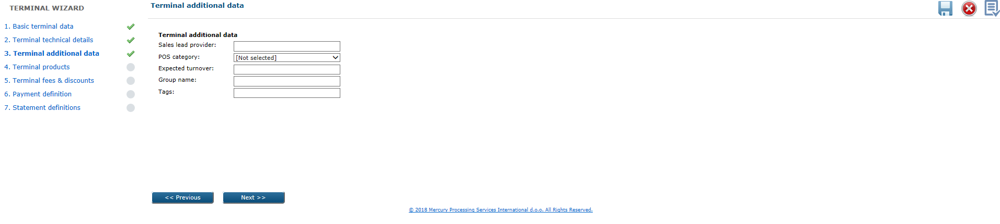 TERMINAL WIZARD
1. Basic terminal data
2. Terminal technical details
3. Terminal additional data
4. Terminal products
5. Terminal fees & discounts
6. Payment definition
7. Statement definitions
Terminal additional data
Terminal additional data
Sales lead provider:
POS category:
[Not selected]
Expected turnover:
Group name:
Tags:
<< Previous
Next >>
© 2018 Mercury Processing Services International d.o.o. All Rights Reserved.